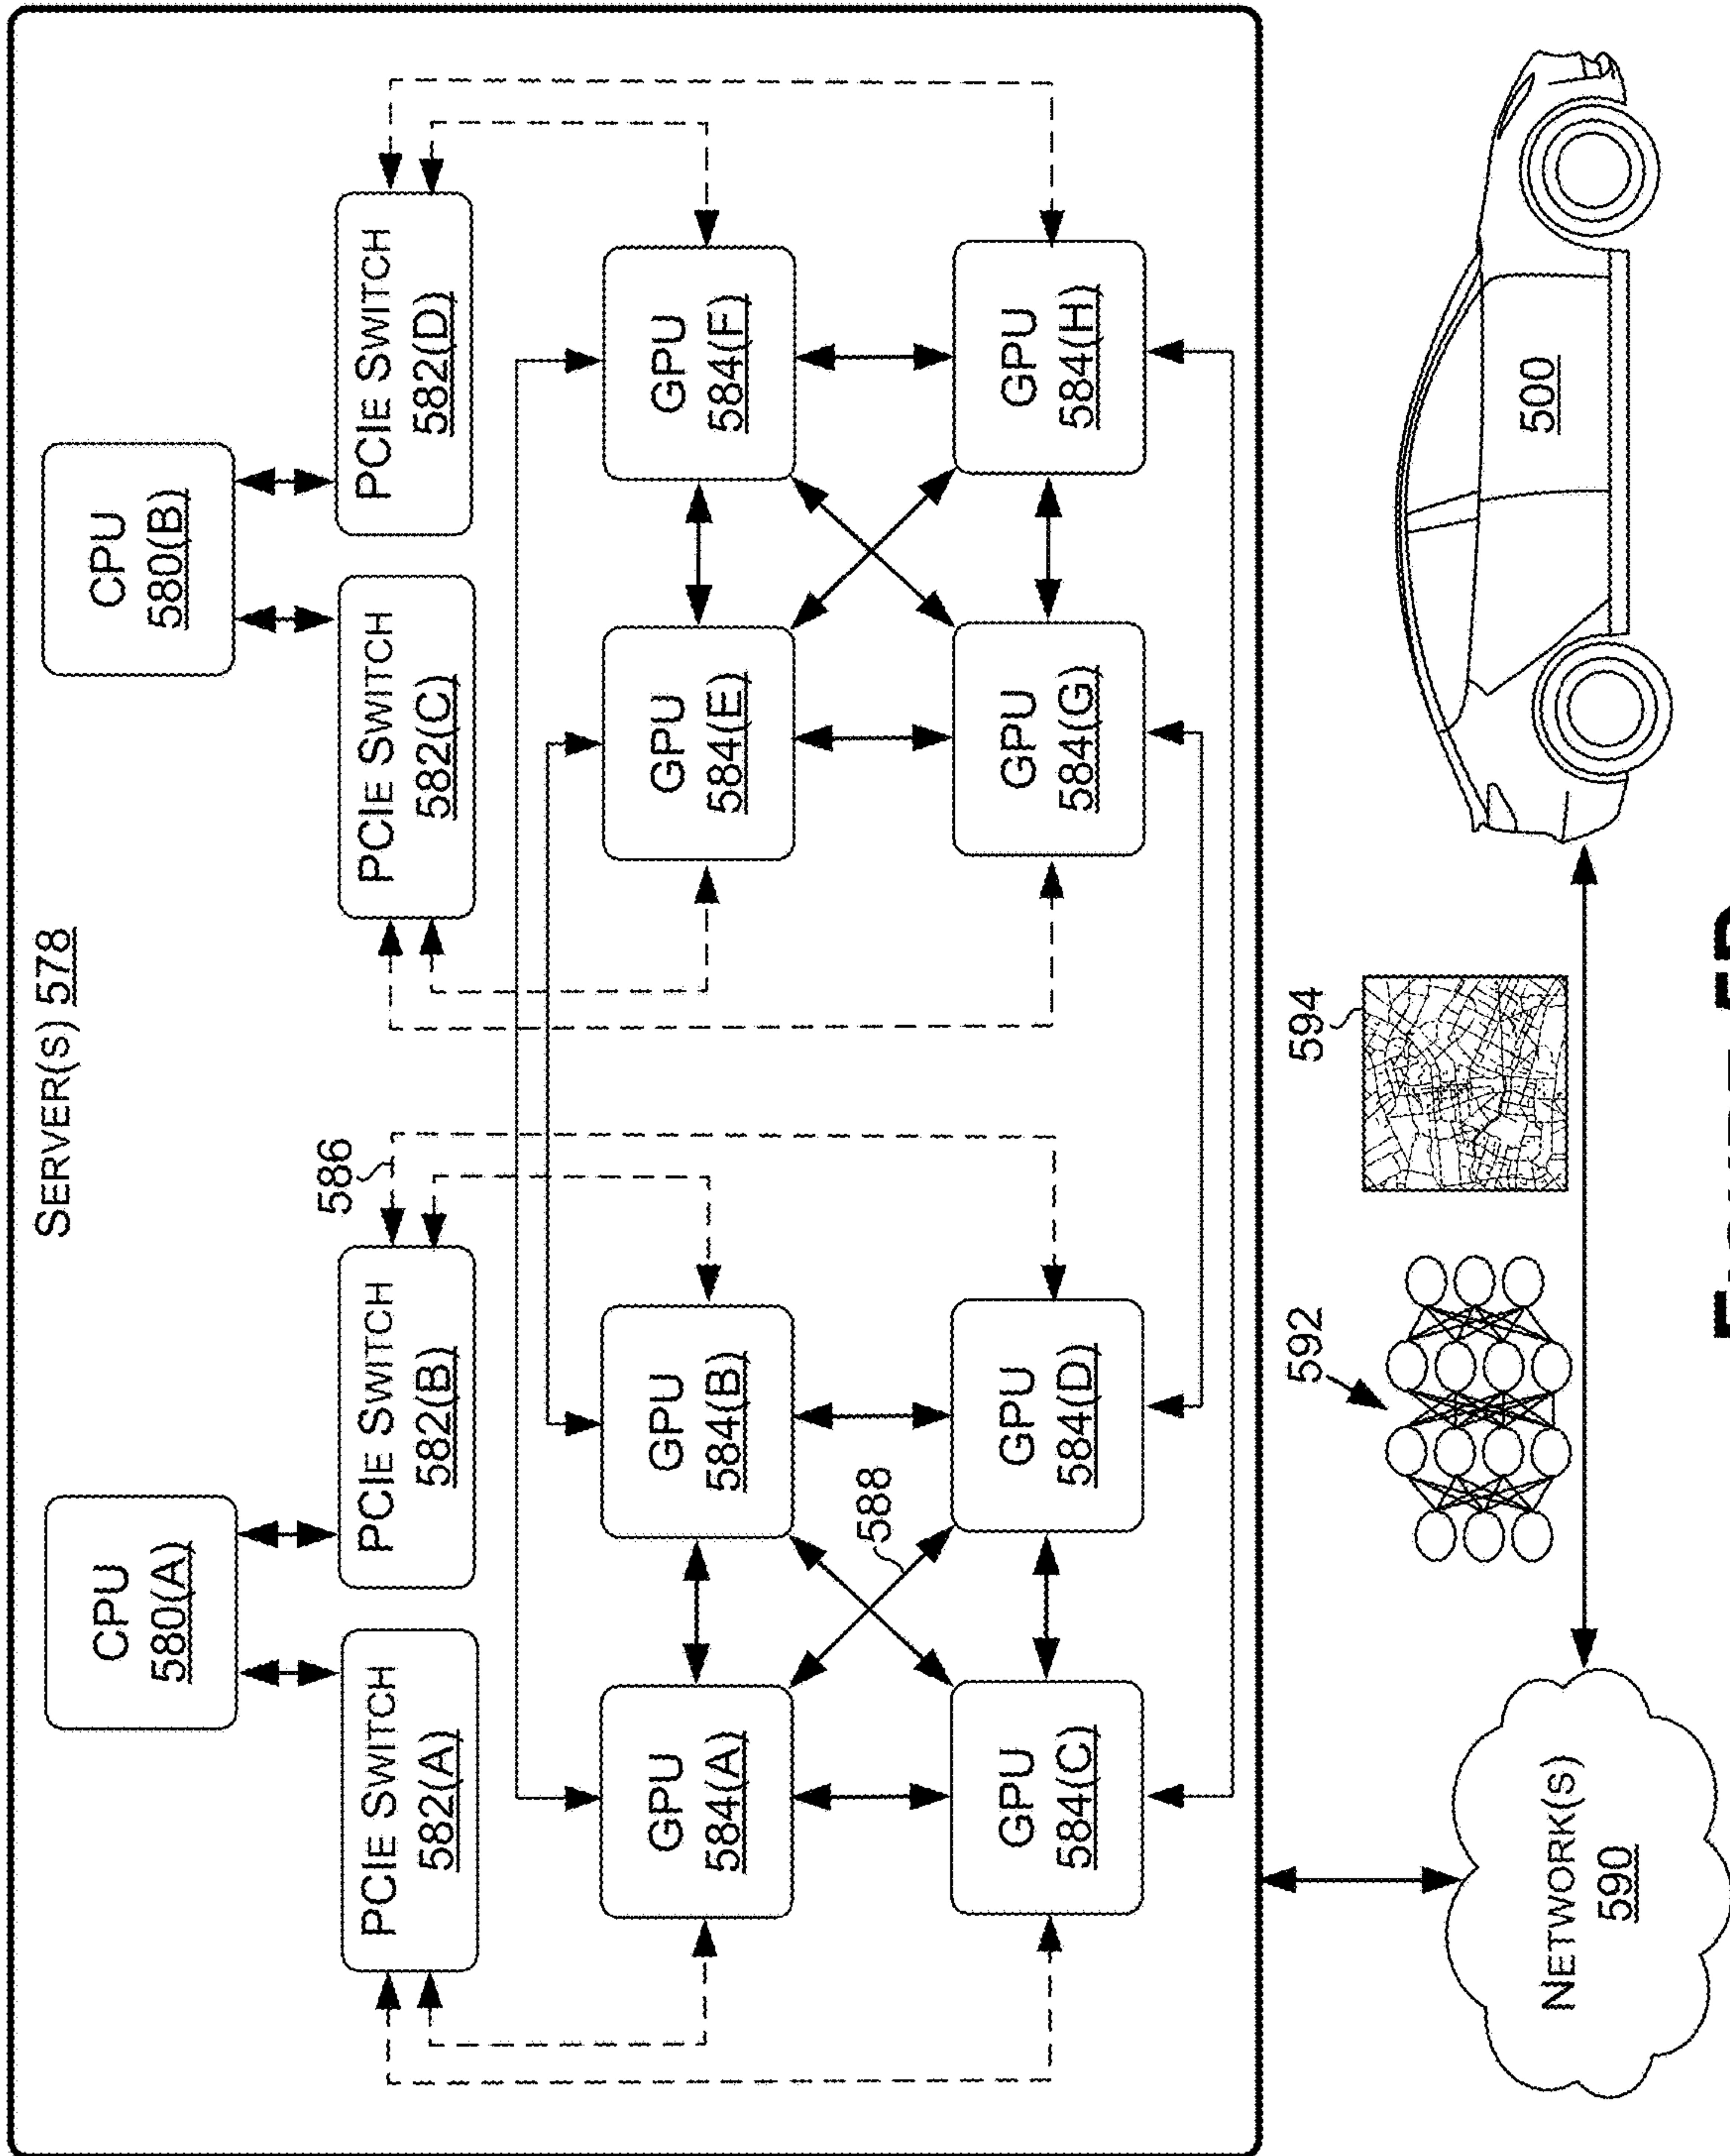 SERVER(S) 578
CPU
580(A)
CPU
580(B)
PCIE SWITCH
582(A)
PCIE SWITCH
582(B)
PCIE SWITCH
582(C)
PCIE SWITCH
582(D)
586
GPU
584(A)
GPU
584(B)
GPU
584(E)
GPU
584(F)
588
GPU
584(C)
GPU
584(D)
GPU
584(G)
GPU
584(H)
NETWORK(S)
590
592
594
500